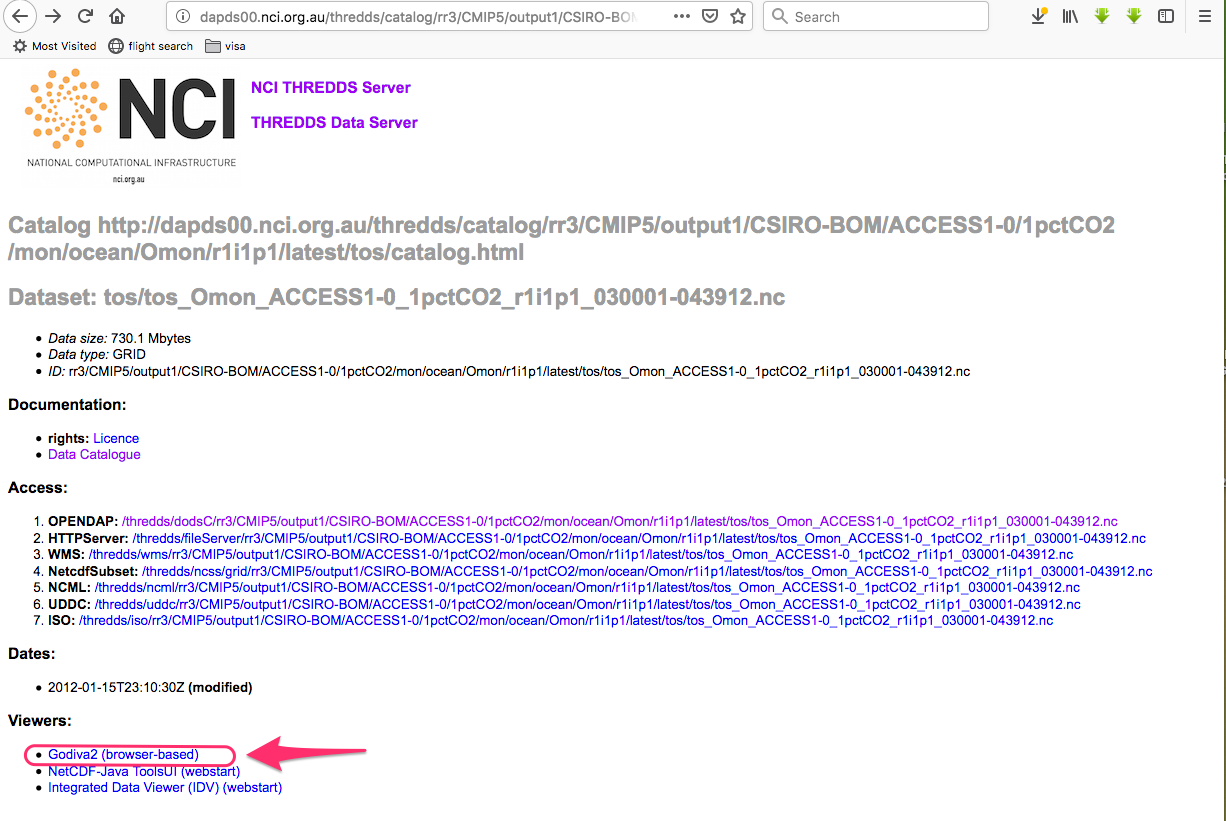 dapds00.nci.org.au/thredds/catalog/rr3/CMIP5/output1/CSIRO-BOM
Search
Most Visited
flight search
visa
NCI
NATIONAL COMPUTATIONAL INFRASTRUCTURE
nci.org.au
NCI THREDDS Server
THREDDS Data Server
Catalog http://dapds00.nci.org.au/thredds/catalog/rr3/CMIP5/output1/CSIRO-BOM/ACCESS1-0/1pctCO2
/mon/ocean/Omon/r1i1p1/latest/tos/catalog.html
Dataset: tos/tos_Omon_ACCESS1-0_1pctCO2_r1i1p1_030001-043912.nc
• Data size: 730.1 Mbytes
• Data type: GRID
• ID: rr3/CMIP5/output1/CSIRO-BOM/ACCESS1-0/1pctCO2/mon/ocean/Omon/r1i1p1/latest/tos/tos_Omon_ACCESS1-0_1pctCO2_r1i1p1_030001-043912.nc
Documentation:
• rights: Licence
• Data Catalogue
Access:
1. OPENDAP: /thredds/dodsC/rr3/CMIP5/output1/CSIRO-BOM/ACCESS1-0/1pctCO2/mon/ocean/Omon/r1i1p1/latest/tos/tos_Omon_ACCESS1-0_1pctCO2_r1i1p1_030001-043912.nc
2. HTTPServer: /thredds/fileServer/rr3/CMIP5/output1/CSIRO-BOM/ACCESS1-0/1pctCO2/mon/ocean/Omon/r1i1p1/latest/tos/tos_Omon_ACCESS1-0_1pctCO2_r1i1p1_030001-043912.nc
3. WMS: /thredds/wms/rr3/CMIP5/output1/CSIRO-BOM/ACCESS1-0/1pctCO2/mon/ocean/Omon/r1i1p1/latest/tos/tos_Omon_ACCESS1-0_1pctCO2_r1i1p1_030001-043912.nc
4. NetcdfSubset: /thredds/ncss/grid/rr3/CMIP5/output1/CSIRO-BOM/ACCESS1-0/1pctCO2/mon/ocean/Omon/r1i1p1/latest/tos/tos_Omon_ACCESS1-0_1pctCO2_r1i1p1_030001-043912.nc
5. NCML: /thredds/ncml/rr3/CMIP5/output1/CSIRO-BOM/ACCESS1-0/1pctCO2/mon/ocean/Omon/r1i1p1/latest/tos/tos_Omon_ACCESS1-0_1pctCO2_r1i1p1_030001-043912.nc
6. UDDC: /thredds/uddc/rr3/CMIP5/output1/CSIRO-BOM/ACCESS1-0/1pctCO2/mon/ocean/Omon/r1i1p1/latest/tos/tos_Omon_ACCESS1-0_1pctCO2_r1i1p1_030001-043912.nc
7. ISO: /thredds/iso/rr3/CMIP5/output1/CSIRO-BOM/ACCESS1-0/1pctCO2/mon/ocean/Omon/r1i1p1/latest/tos/tos_Omon_ACCESS1-0_1pctCO2_r1i1p1_030001-043912.nc
Dates:
• 2012-01-15T23:10:30Z (modified)
Viewers:
• Godiva2 (browser-based)
• NetCDF-Java ToolsUI (webstart)
• Integrated Data Viewer (IDV) (webstart)